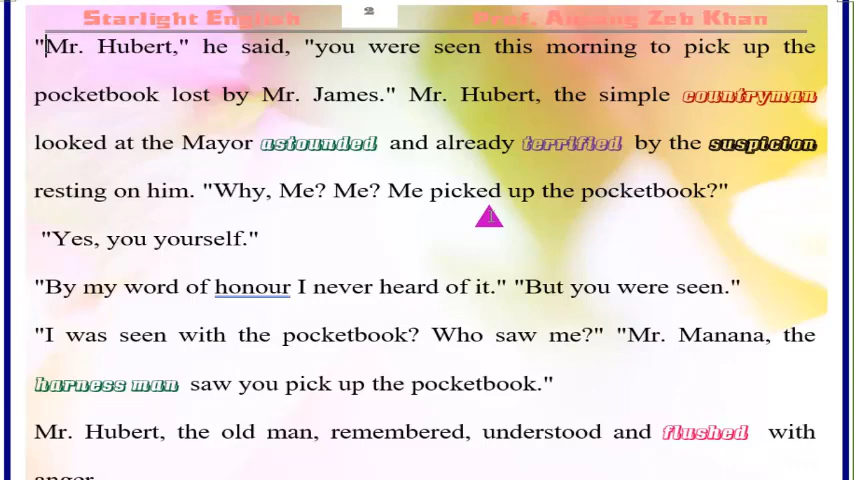 Starlight English 2 Prof. Aurang Zeb Khan
"Mr. Hubert," he said, "you were seen this morning to pick up the
pocketbook lost by Mr. James." Mr. Hubert, the simple countryman
looked at the Mayor astounded and already terrified by the suspicion
resting on him. "Why, Me? Me? Me picked up the pocketbook?"
"Yes, you yourself."
"By my word of honour I never heard of it." "But you were seen."
"I was seen with the pocketbook? Who saw me?" "Mr. Manana, the
harness man saw you pick up the pocketbook."
Mr. Hubert, the old man, remembered, understood and flushed with
anger.